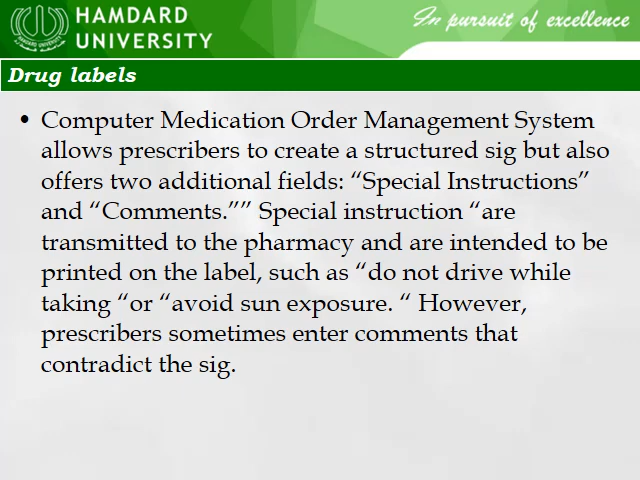 HAMDARD
UNIVERSITY
In pursuit of excellence
Drug labels
• Computer Medication Order Management System
allows prescribers to create a structured sig but also
offers two additional fields: “Special Instructions”
and “Comments.”” Special instruction “are
transmitted to the pharmacy and are intended to be
printed on the label, such as “do not drive while
taking “or “avoid sun exposure. “ However,
prescribers sometimes enter comments that
contradict the sig.